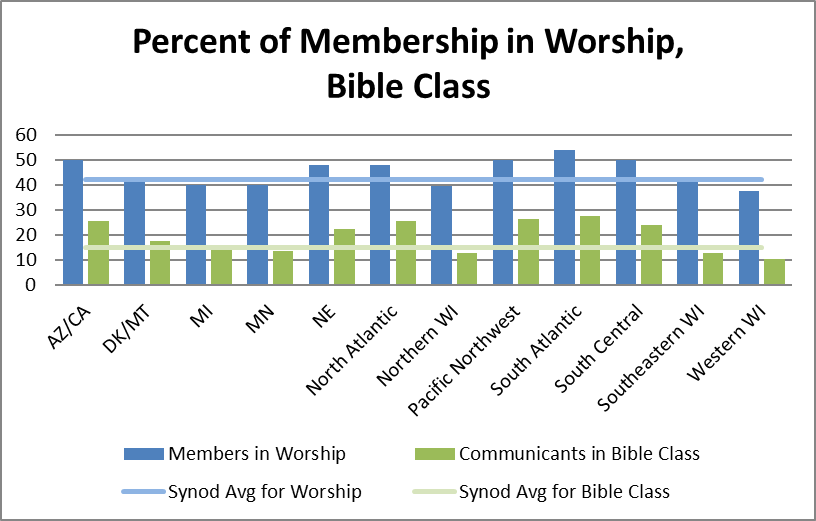 Percent of Membership in Worship,
Bible Class
60
50
40
30
20
10
0
AZ/CA
DK/MT
MI
MN
NE
North Atlantic
Northern WI
Pacific Northwest
South Atlantic
South Central
Southeastern WI
Western WI
Members in Worship
Communicants in Bible Class
Synod Avg for Worship
Synod Avg for Bible Class